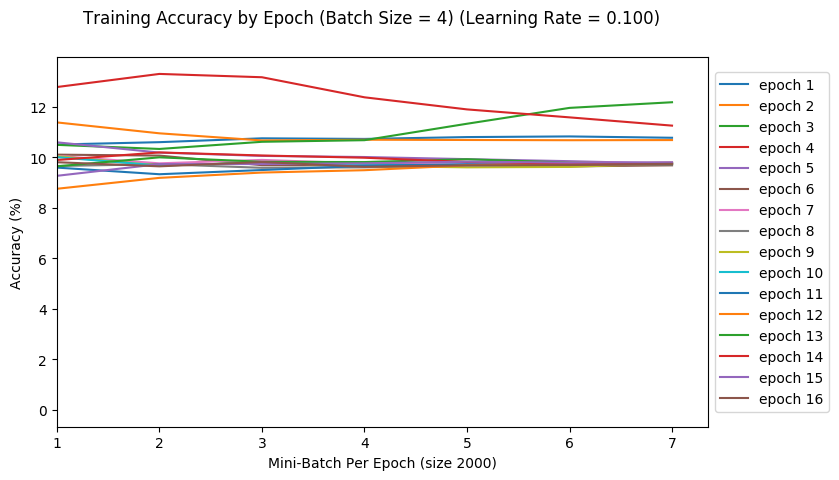 Training Accuracy by Epoch (Batch Size = 4) (Learning Rate = 0.100)
Accuracy (%)
12
10
8
6
4
2
0
1 2 3 4 5 6 7
Mini-Batch Per Epoch (size 2000)
epoch 1
epoch 2
epoch 3
epoch 4
epoch 5
epoch 6
epoch 7
epoch 8
epoch 9
epoch 10
epoch 11
epoch 12
epoch 13
epoch 14
epoch 15
epoch 16